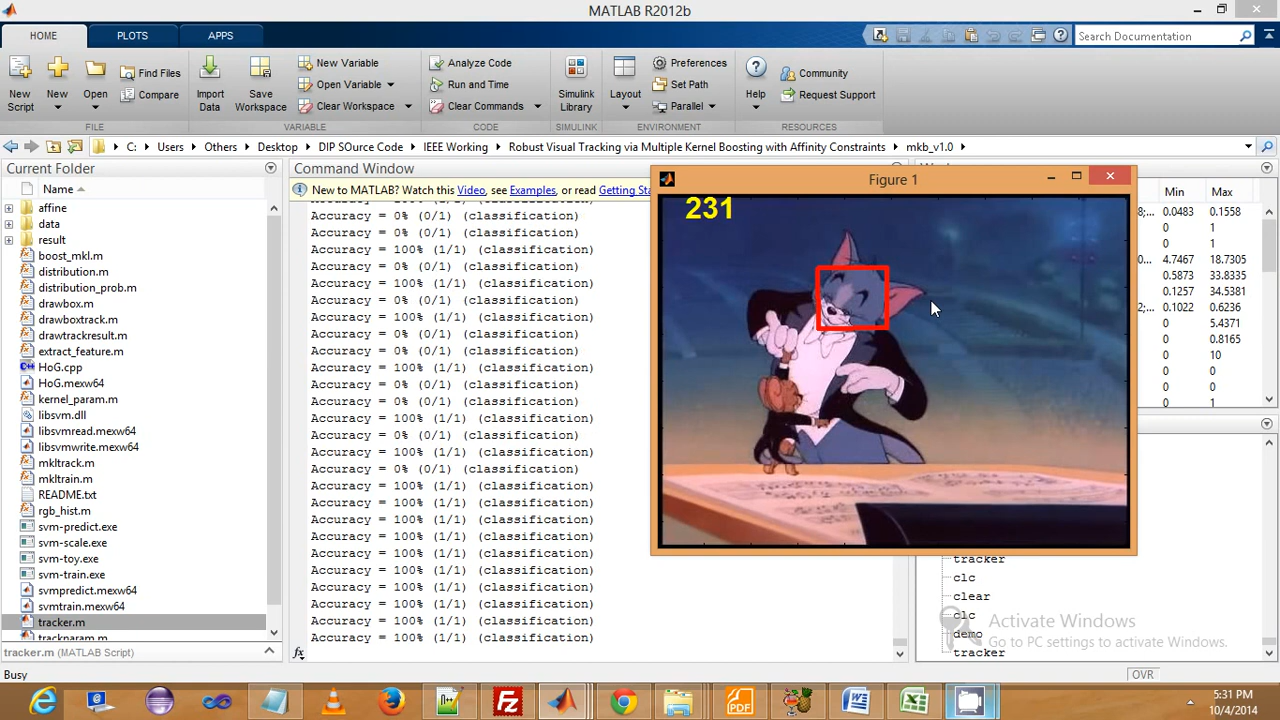 MATLAB R2012b
HOME PLOTS APPS
Search Documentation
New Script
New
Open
Find Files
Compare
Import Data
Save Workspace
New Variable
Open Variable
Clear Workspace
Analyze Code
Run and Time
Clear Commands
Simulink Library
Layout
Preferences
Set Path
Parallel
Help
Community
Request Support
FILE VARIABLE CODE SIMULINK ENVIRONMENT RESOURCES
C: Users Others Desktop DIP SOurce Code IEEE Working Robust Visual Tracking via Multiple Kernel Boosting with Affinity Constraints mkb_v1.0
Current Folder
Name
affine
data
result
boost_mkl.m
distribution.m
distribution_prob.m
drawbox.m
drawboxtrack.m
drawtrackresult.m
extract_feature.m
HoG.cpp
HoG.mexw64
kernel_param.m
libsvm.dll
libsvmread.mexw64
libsvmwrite.mexw64
mkltrack.m
mkltrain.m
README.txt
rgb_hist.m
svm-predict.exe
svm-scale.exe
svm-toy.exe
svm-train.exe
svmpredict.mexw64
svmtrain.mexw64
tracker.m
trackparam.m
tracker.m (MATLAB Script)
Busy
Command Window
New to MATLAB? Watch this Video, see Examples, or read Getting Sta
Accuracy = 0% (0/1) (classification)
Accuracy = 0% (0/1) (classification)
Accuracy = 100% (1/1) (classification)
Accuracy = 0% (0/1) (classification)
Accuracy = 100% (1/1) (classification)
Accuracy = 0% (0/1) (classification)
Accuracy = 100% (1/1) (classification)
Accuracy = 0% (0/1) (classification)
Accuracy = 0% (0/1) (classification)
Accuracy = 100% (1/1) (classification)
Accuracy = 0% (0/1) (classification)
Accuracy = 0% (0/1) (classification)
Accuracy = 100% (1/1) (classification)
Accuracy = 0% (0/1) (classification)
Accuracy = 100% (1/1) (classification)
Accuracy = 0% (0/1) (classification)
Accuracy = 100% (1/1) (classification)
Accuracy = 100% (1/1) (classification)
Accuracy = 100% (1/1) (classification)
Accuracy = 100% (1/1) (classification)
Accuracy = 100% (1/1) (classification)
Accuracy = 100% (1/1) (classification)
Accuracy = 100% (1/1) (classification)
Accuracy = 100% (1/1) (classification)
Accuracy = 100% (1/1) (classification)
Accuracy = 100% (1/1) (classification)
fx
Figure 1
231
Min Max
8;... 0.0483 0.1558
0 1
0 1
4.7467 18.7305
0.5873 33.8335
0.1257 34.5381
2;... 0.1022 0.6236
0 5.4371
0 0.8165
0 10
0 0
0 1
tracker
clc
clear
clc
demo
tracker
Activate Windows
Go to PC settings to activate Windows.
OVR
PDF
5:31 PM
10/4/2014